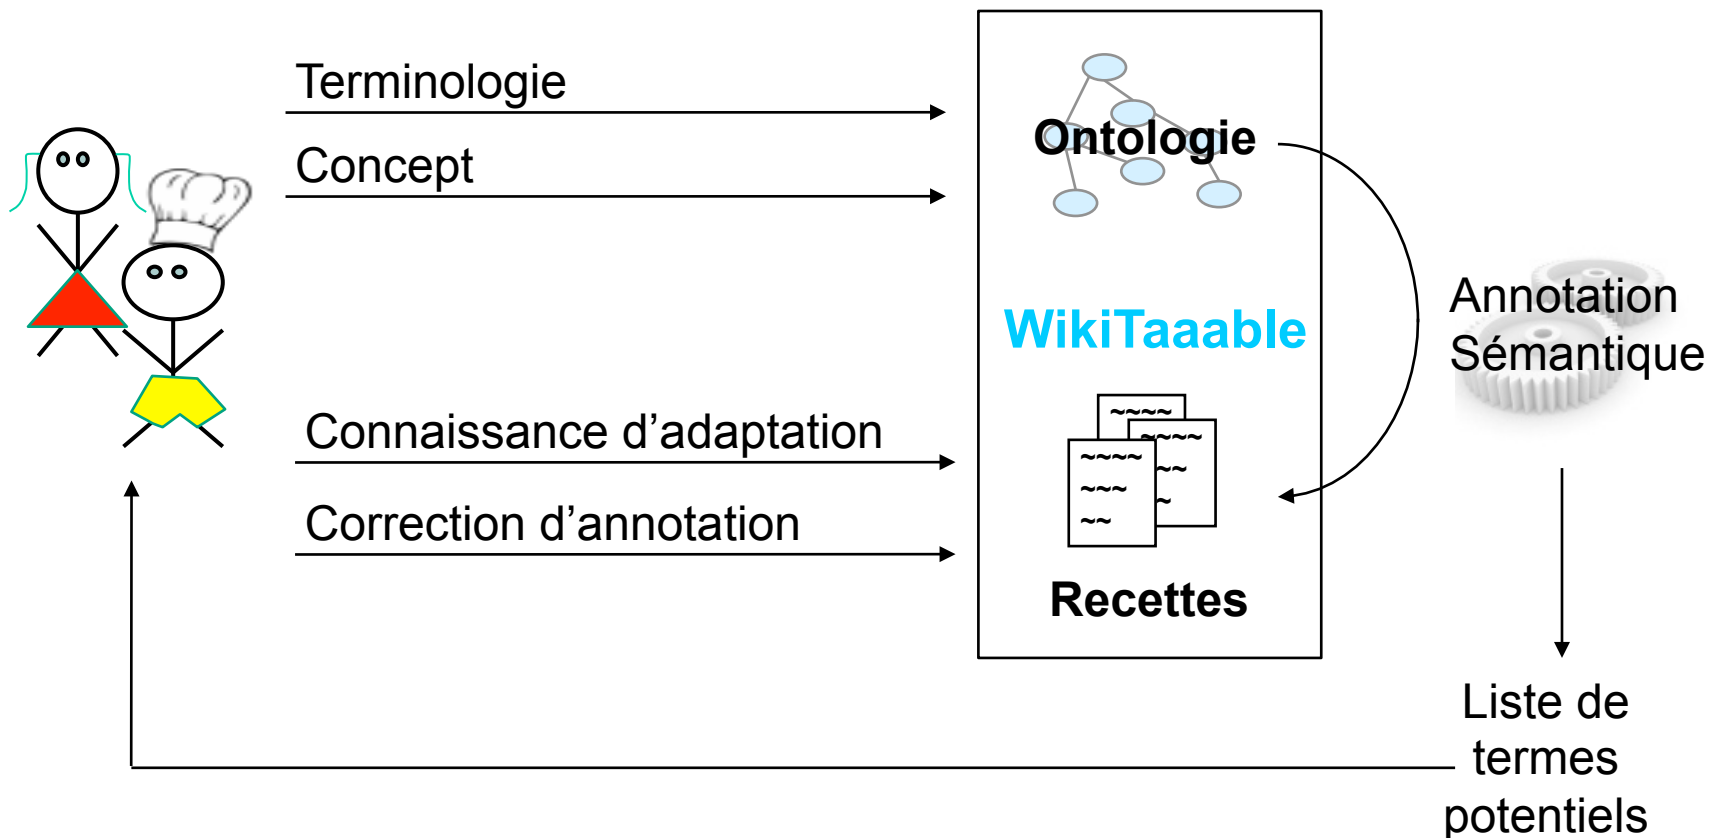 Terminologie
Concept
Ontologie
WikiTaaable
Annotation
Sémantique
Connaissance d’adaptation
Correction d’annotation
~~~~
~~~~
~~~~
~~
~~~
~
~~
Recettes
Liste de
termes
potentiels